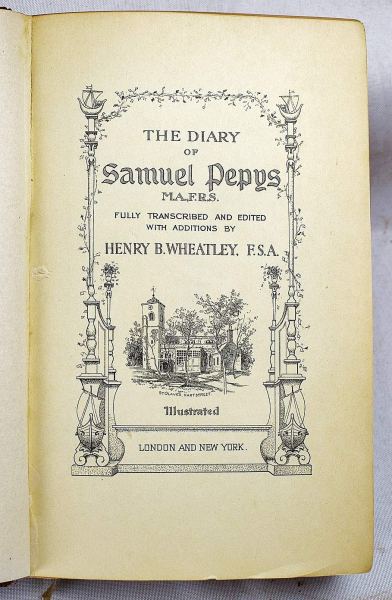 THE DIARY
OF
Samuel Pepys
M.A., F.R.S.
FULLY TRANSCRIBED AND EDITED
WITH ADDITIONS BY
HENRY B. WHEATLEY, F.S.A.
ST OLAVES, HART STREET.
Illustrated
LONDON AND NEW YORK.